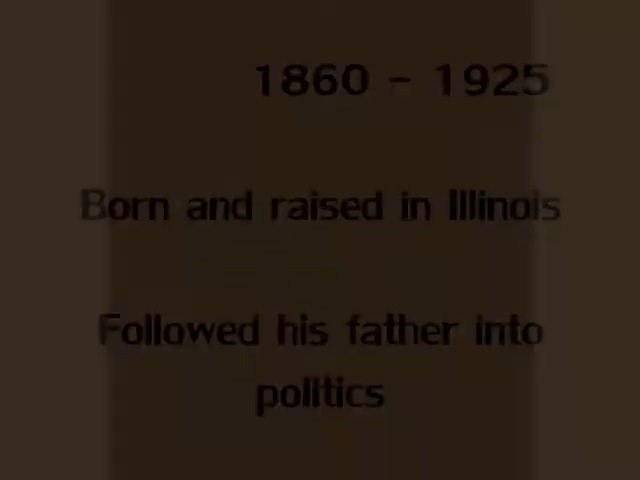 1860 - 1925
Born and raised in Illinois
Followed his father into
politics